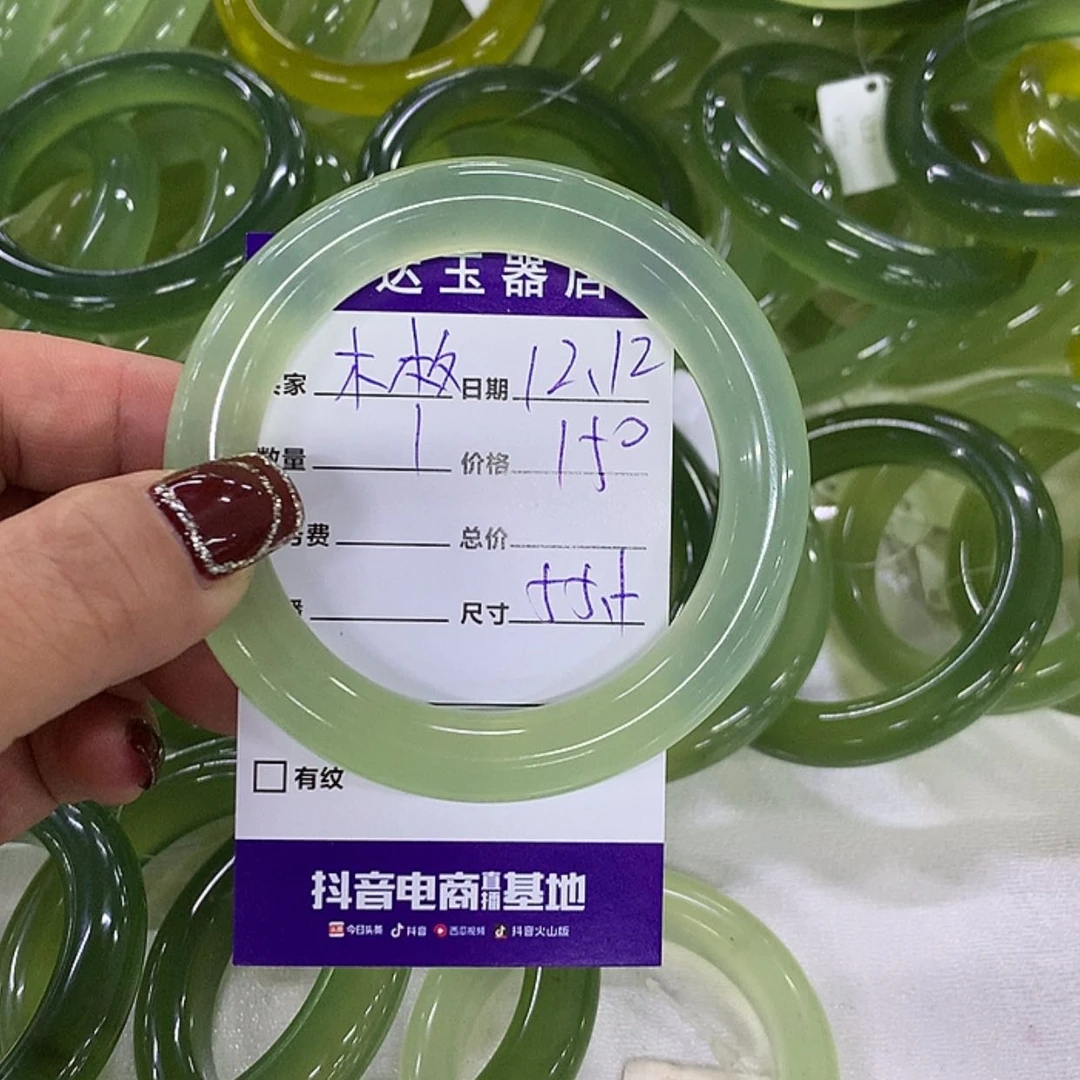 达玉器店
家 木板 日期 12.12
数量 1 价格 150
费 总价
尺寸 55.
有纹
抖音电商直播基地
今日头条 抖音 西瓜视频 抖音火山版